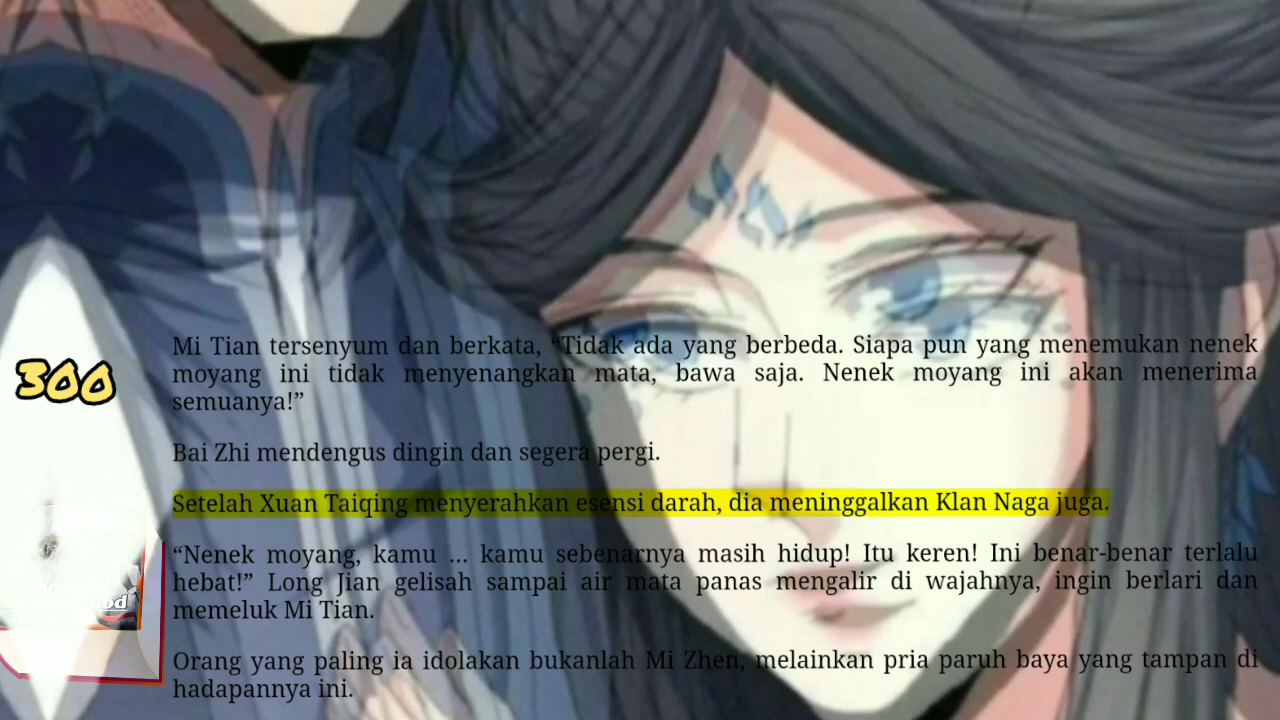 Mi Tian tersenyum dan berkata, “Tidak ada yang berbeda. Siapa pun yang menemukan nenek
moyang ini tidak menyenangkan mata, bawa saja. Nenek moyang ini akan menerima
semuanya!”
300
Bai Zhi mendengus dingin dan segera pergi.
Setelah Xuan Taiqing menyerahkan esensi darah, dia meninggalkan Klan Naga juga.
“Nenek moyang, kamu ... kamu sebenarnya masih hidup! Itu keren! Ini benar-benar terlalu
hebat!” Long Jian gelisah sampai air mata panas mengalir di wajahnya, ingin berlari dan
memeluk Mi Tian.
Orang yang paling ia idolakan bukanlah Mi Zhen, melainkan pria paruh baya yang tampan di
hadapannya ini.